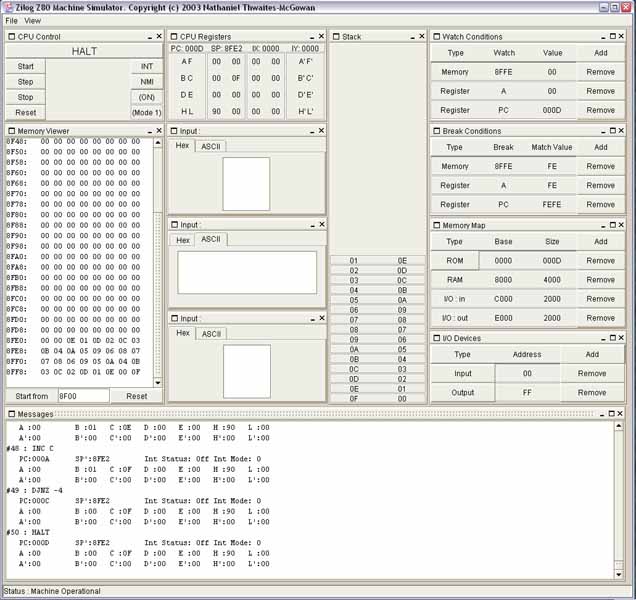 Zilog Z80 Machine Simulator. Copyright (c) 2003 Nathaniel Thwaites-McGowan
File View
CPU Control
HALT
Start INT
Step NMI
Stop (ON)
Reset (Mode 1)
CPU Registers
PC: 000D SP: 8FE2 IX: 0000 IY: 0000
A F 00 00 00 00 A' F'
B C 00 0F 00 00 B' C'
D E 00 00 00 00 D' E'
H L 90 00 00 00 H' L'
Memory Viewer
8F48: 00 00 00 00 00 00 00 00
8F50: 00 00 00 00 00 00 00 00
8F58: 00 00 00 00 00 00 00 00
8F60: 00 00 00 00 00 00 00 00
8F68: 00 00 00 00 00 00 00 00
8F70: 00 00 00 00 00 00 00 00
8F78: 00 00 00 00 00 00 00 00
8F80: 00 00 00 00 00 00 00 00
8F88: 00 00 00 00 00 00 00 00
8F90: 00 00 00 00 00 00 00 00
8F98: 00 00 00 00 00 00 00 00
8FA0: 00 00 00 00 00 00 00 00
8FA8: 00 00 00 00 00 00 00 00
8FB0: 00 00 00 00 00 00 00 00
8FB8: 00 00 00 00 00 00 00 00
8FC0: 00 00 00 00 00 00 00 00
8FC8: 00 00 00 00 00 00 00 00
8FD0: 00 00 00 00 00 00 00 00
8FD8: 00 00 00 00 00 00 00 00
8FE0: 00 00 0E 01 0D 02 0C 03
8FE8: 0B 04 0A 05 09 06 08 07
8FF0: 07 08 06 09 05 0A 04 0B
8FF8: 03 0C 02 0D 01 0E 00 0F
Start from 8F00 Reset
Input :
Hex ASCII
Input :
Hex ASCII
Input :
Hex ASCII
Stack
01 0E
02 0D
03 0C
04 0B
05 0A
06 09
07 08
08 07
09 06
0A 05
0B 04
0C 03
0D 02
0E 01
0F 00
Watch Conditions
Type Watch Value Add
Memory 8FFE 00 Remove
Register A 00 Remove
Register PC 000D Remove
Break Conditions
Type Break Match Value Add
Memory 8FFE FE Remove
Register A FE Remove
Register PC FEFE Remove
Memory Map
Type Base Size Add
ROM 0000 000D Remove
RAM 8000 4000 Remove
I/O : in C000 2000 Remove
I/O : out E000 2000 Remove
I/O Devices
Type Address Add
Input 00 Remove
Output FF Remove
Messages
A :00 B :01 C :0E D :00 E :00 H :90 L :00
A':00 B':00 C':00 D':00 E':00 H':00 L':00
#48 : INC C
PC:000A SP':8FE2 Int Status: Off Int Mode: 0
A :00 B :01 C :0F D :00 E :00 H :90 L :00
A':00 B':00 C':00 D':00 E':00 H':00 L':00
#49 : DJNZ -4
PC:000C SP':8FE2 Int Status: Off Int Mode: 0
A :00 B :00 C :0F D :00 E :00 H :90 L :00
A':00 B':00 C':00 D':00 E':00 H':00 L':00
#50 : HALT
PC:000D SP':8FE2 Int Status: Off Int Mode: 0
A :00 B :00 C :0F D :00 E :00 H :90 L :00
A':00 B':00 C':00 D':00 E':00 H':00 L':00
Status : Machine Operational